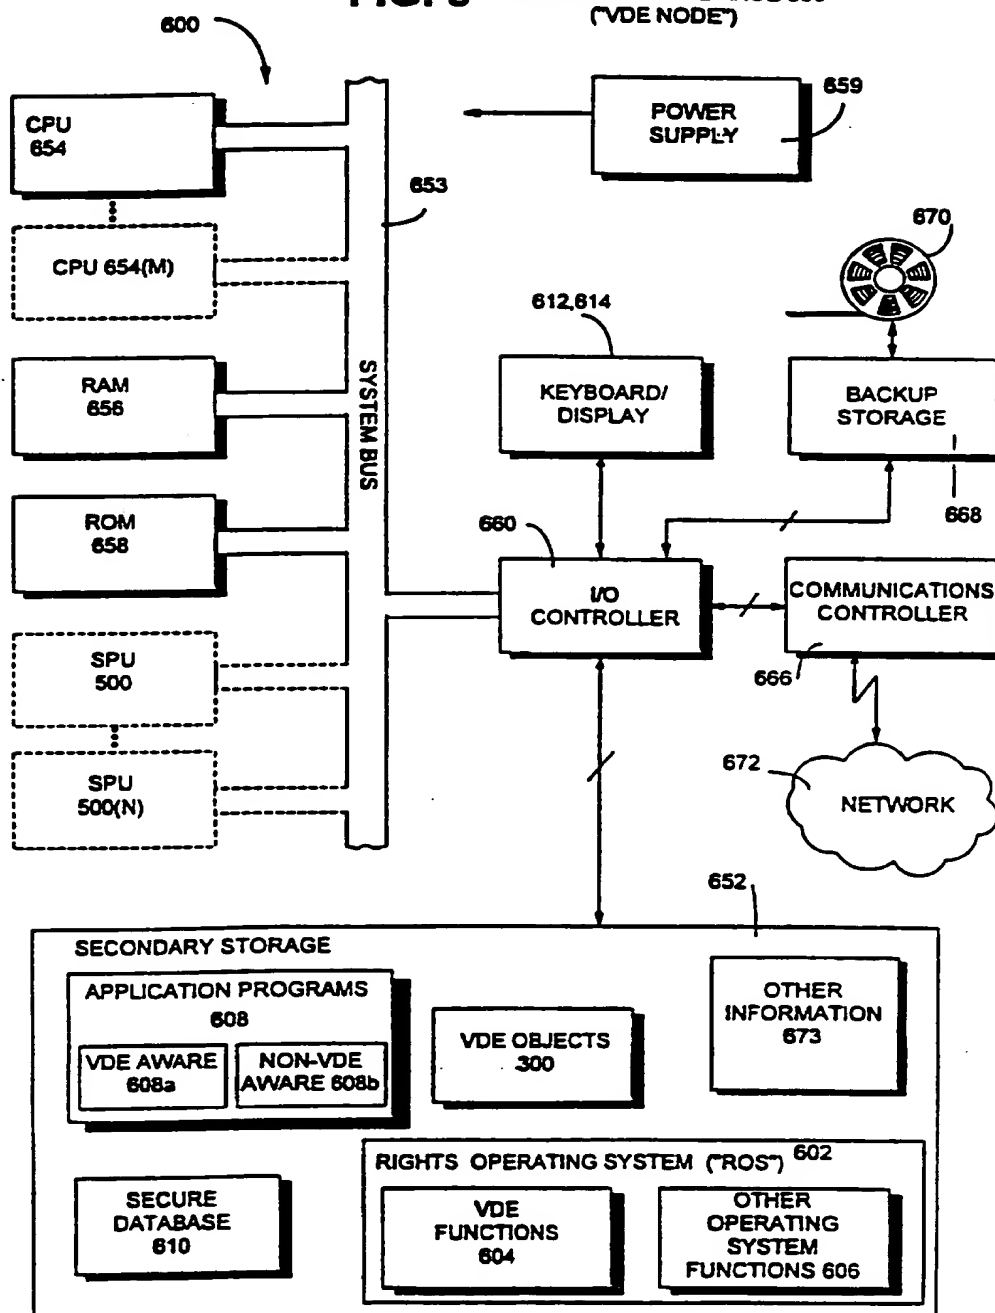 ("VDE NODE")
600
CPU
654
CPU 654(M)
RAM
656
ROM
658
SPU
500
SPU
500(N)
SYSTEM BUS
653
POWER
SUPPLY
659
670
612,614
KEYBOARD/
DISPLAY
BACKUP
STORAGE
668
660
I/O
CONTROLLER
COMMUNICATIONS
CONTROLLER
666
672
NETWORK
652
SECONDARY STORAGE
APPLICATION PROGRAMS
608
VDE AWARE
608a
NON-VDE
AWARE 608b
VDE OBJECTS
300
OTHER
INFORMATION
673
SECURE
DATABASE
610
RIGHTS OPERATING SYSTEM ("ROS") 602
VDE
FUNCTIONS
604
OTHER
OPERATING
SYSTEM
FUNCTIONS 606